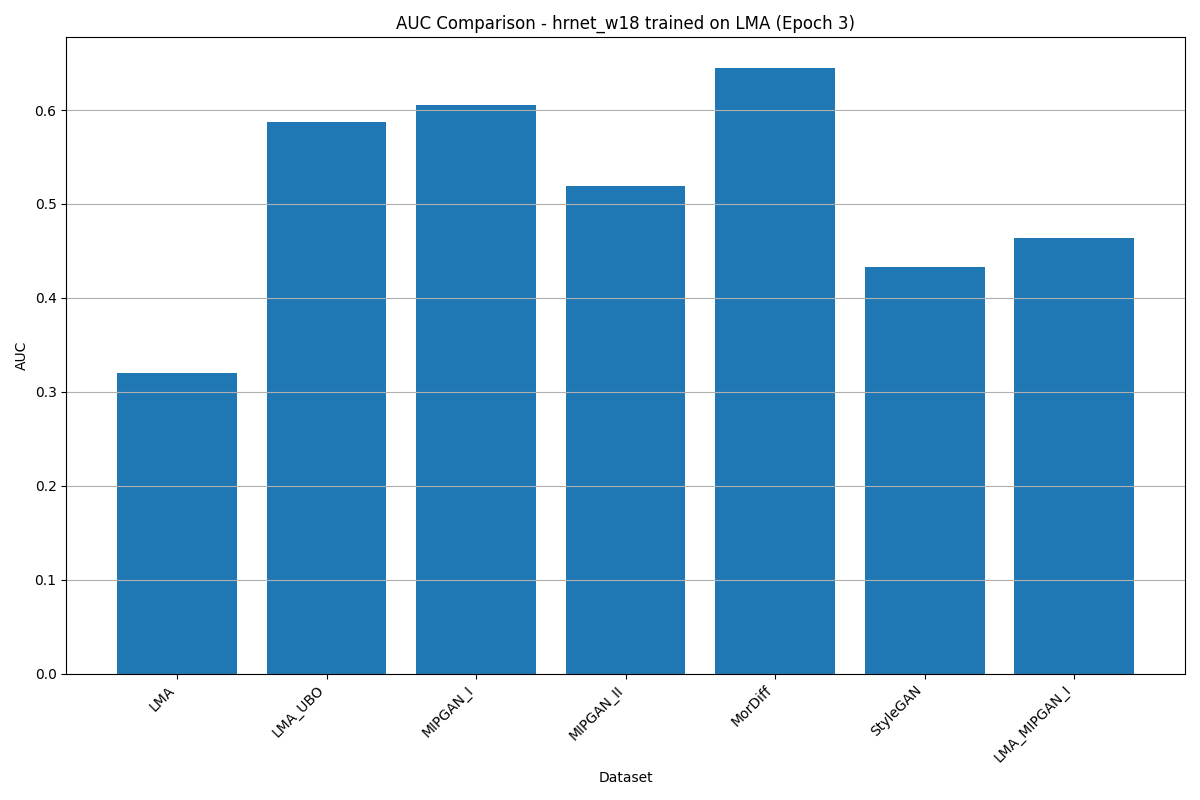 AUC Comparison - hrnet_w18 trained on LMA (Epoch 3)
AUC
0.6
0.5
0.4
0.3
0.2
0.1
0.0
LMA
LMA_UBO
MIPGAN_I
MIPGAN_II
MorDiff
StyleGAN
LMA_MIPGAN_I
Dataset